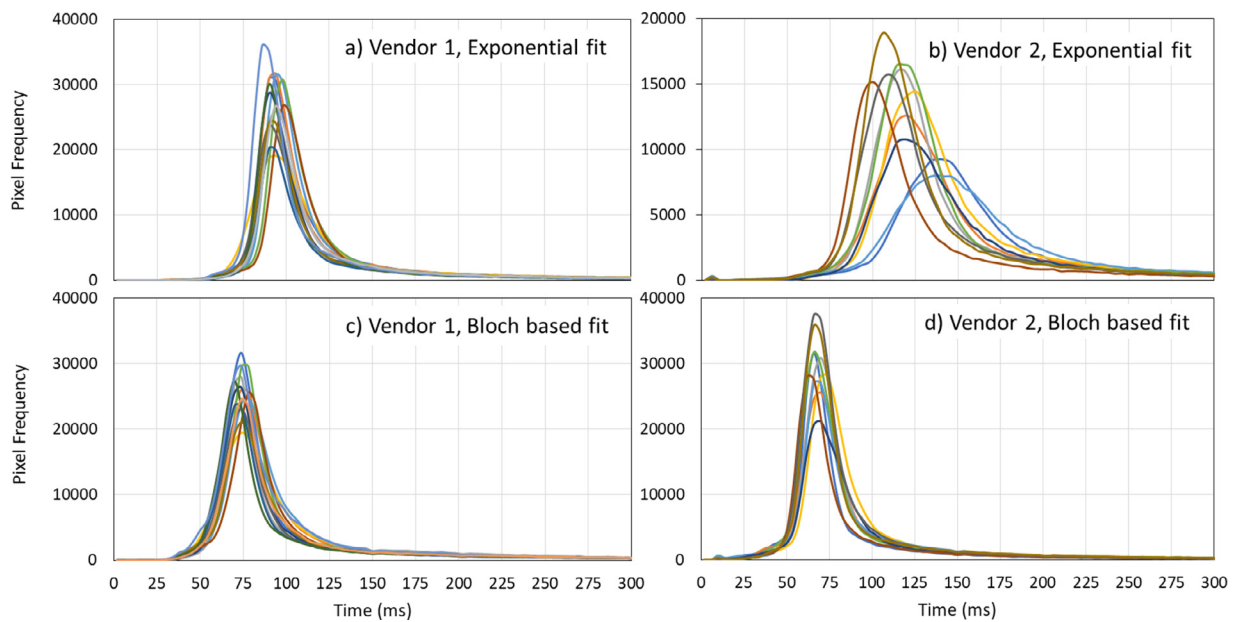 a) Vendor 1, Exponential fit
40000
30000
20000
10000
0
Pixel Frequency
b) Vendor 2, Exponential fit
20000
15000
10000
5000
0
c) Vendor 1, Bloch based fit
40000
30000
20000
10000
0
Pixel Frequency
0 25 50 75 100 125 150 175 200 225 250 275 300
Time (ms)
d) Vendor 2, Bloch based fit
40000
30000
20000
10000
0
0 25 50 75 100 125 150 175 200 225 250 275 300
Time (ms)